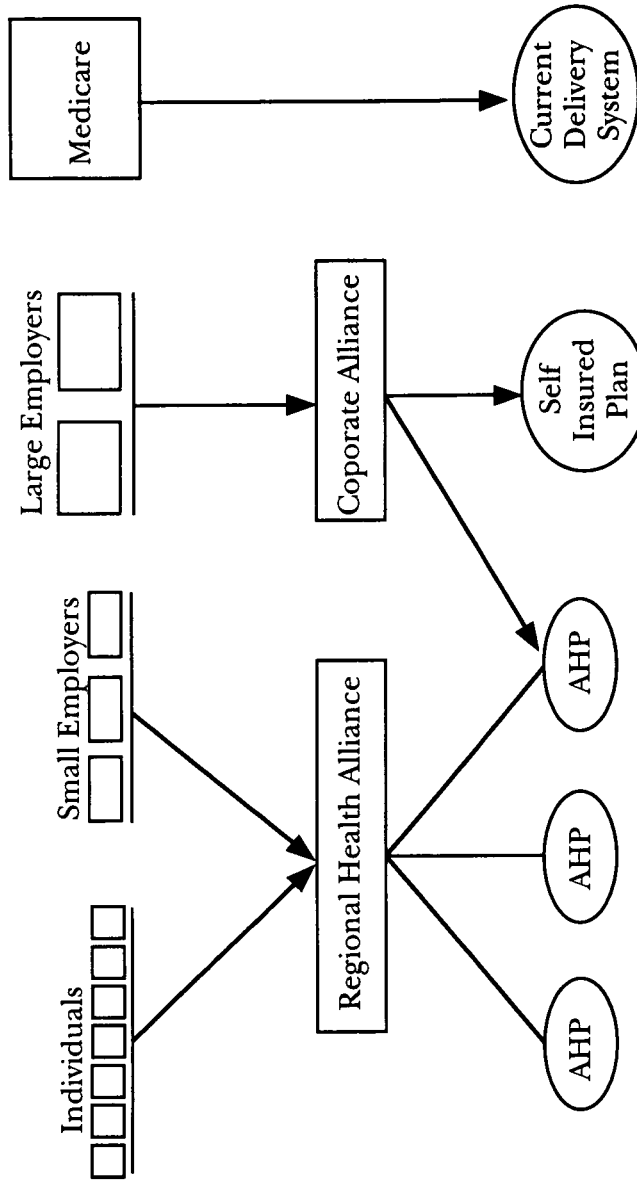 Individuals
Small Employers
Large Employers
Medicare
Regional Health Alliance
Coporate Alliance
AHP
AHP
AHP
Self
Insured
Plan
Current
Delivery
System